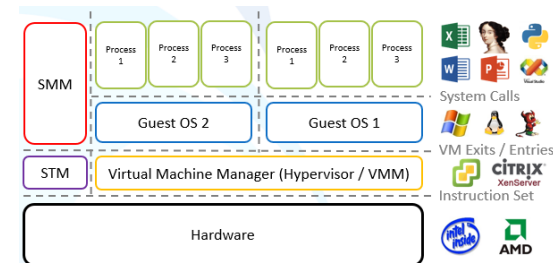 SMM
Process 1
Process 2
Process 3
Process 1
Process 2
Process 3
Guest OS 2
Guest OS 1
STM
Virtual Machine Manager (Hypervisor / VMM)
Hardware
X
W
P
System Calls
VM Exits / Entries
CITRIX
XenServer
Instruction Set
intel
inside
AMD